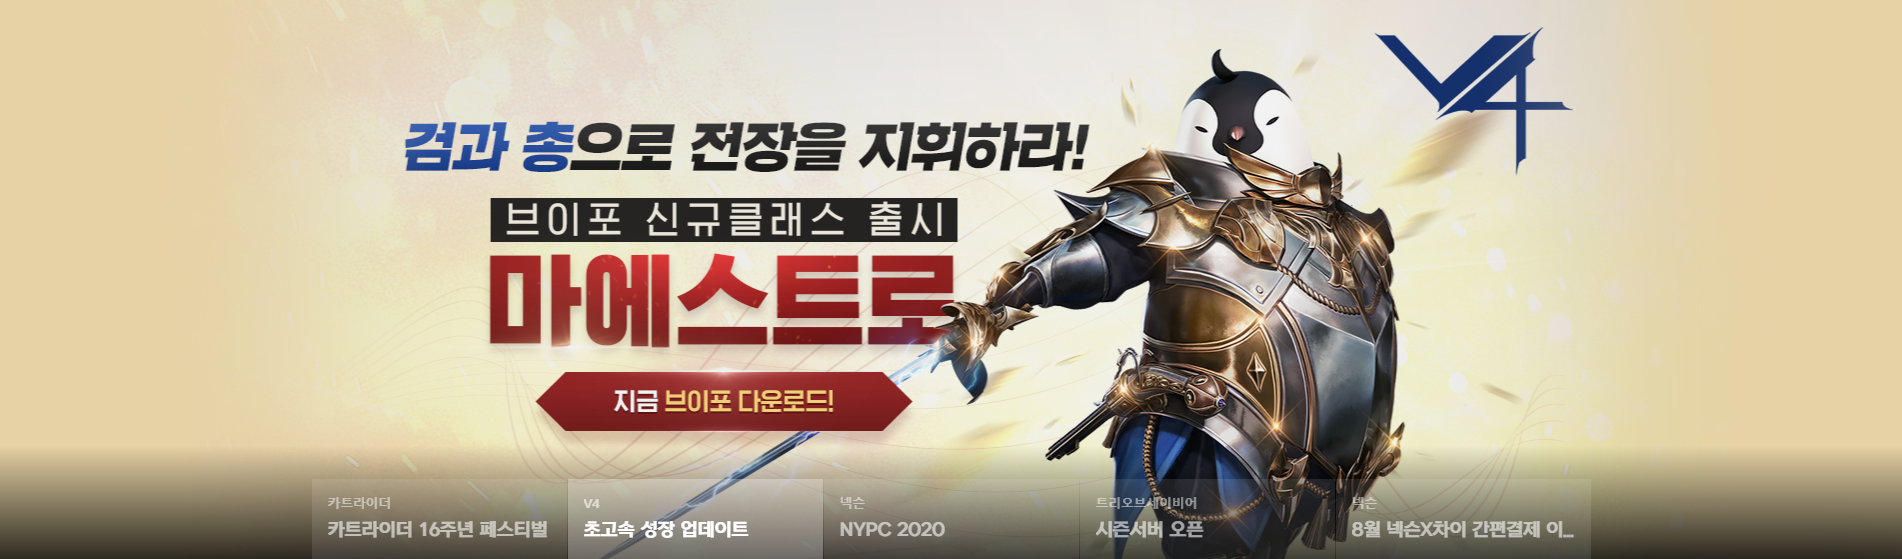 V4
검과 총으로 전장을 지휘하라!
브이포 신규클래스 출시
마에스트로
지금 브이포 다운로드!
카트라이더
카트라이더 16주년 페스티벌
V4
초고속 성장 업데이트
넥슨
NYPC 2020
트리오브세이비어
시즌서버 오픈
넥슨
8월 넥슨X차이 간편결제 이...